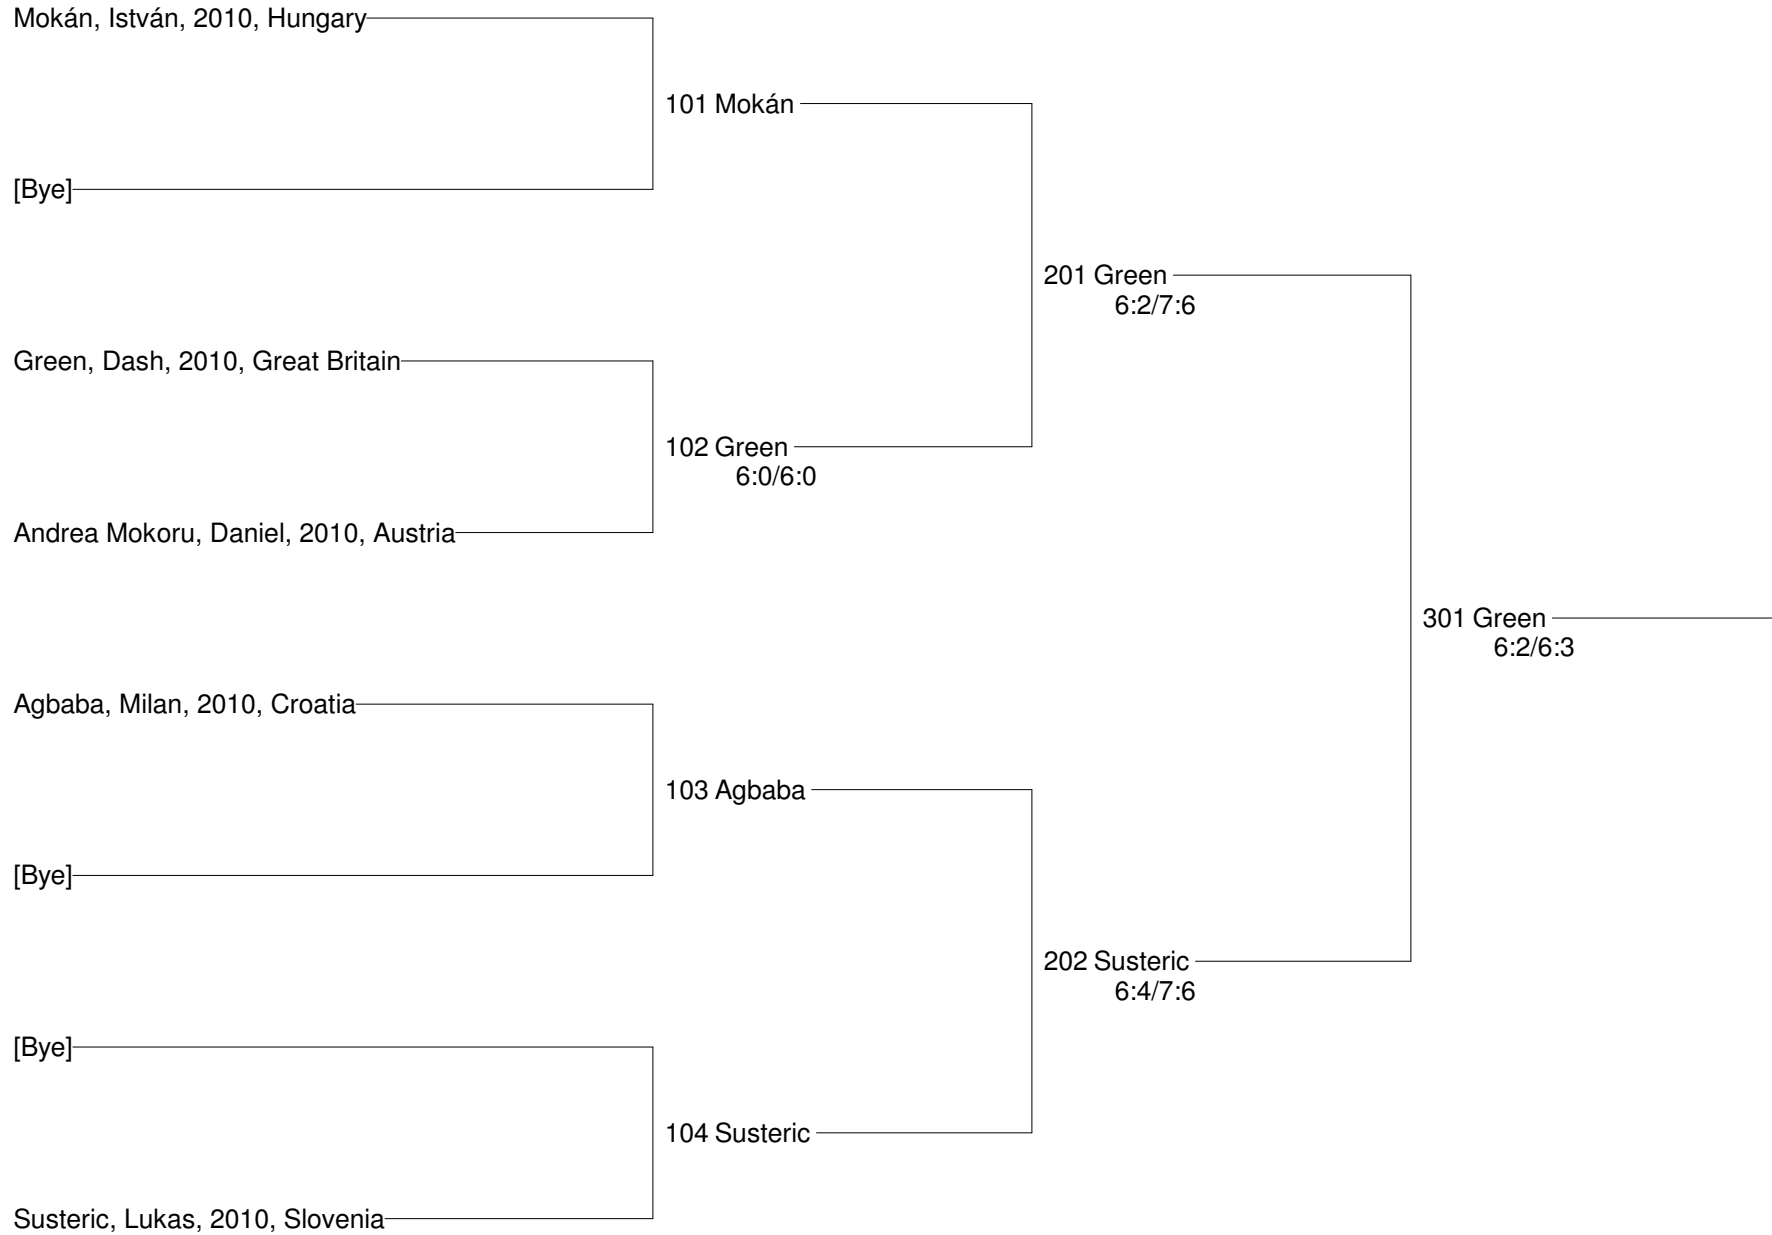 Mokán, István, 2010, Hungary
101 Mokán
[Bye]
201 Green
6:2/7:6
Green, Dash, 2010, Great Britain
102 Green
6:0/6:0
Andrea Mokoru, Daniel, 2010, Austria
301 Green
6:2/6:3
Agbaba, Milan, 2010, Croatia
103 Agbaba
[Bye]
202 Susteric
6:4/7:6
[Bye]
104 Susteric
Susteric, Lukas, 2010, Slovenia